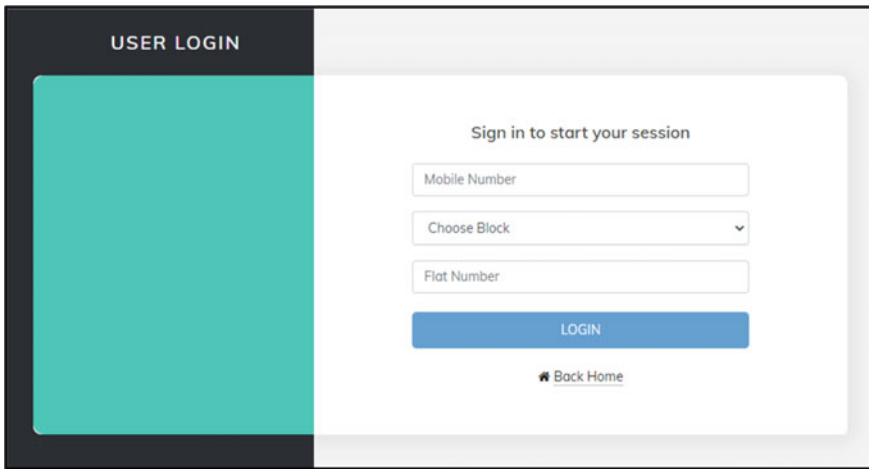 USER LOGIN
Sign in to start your session
Mobile Number
Choose Block
Flat Number
LOGIN
Back Home